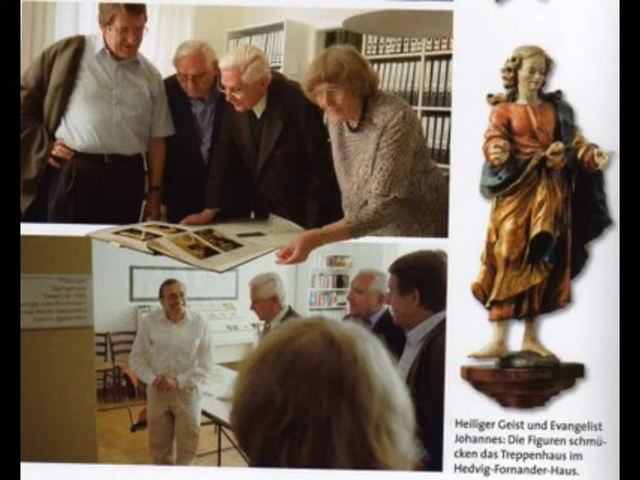 Heiliger Geist und Evangelist
Johannes: Die Figuren schmü-
cken das Treppenhaus im
Hedvig-Fornander-Haus.